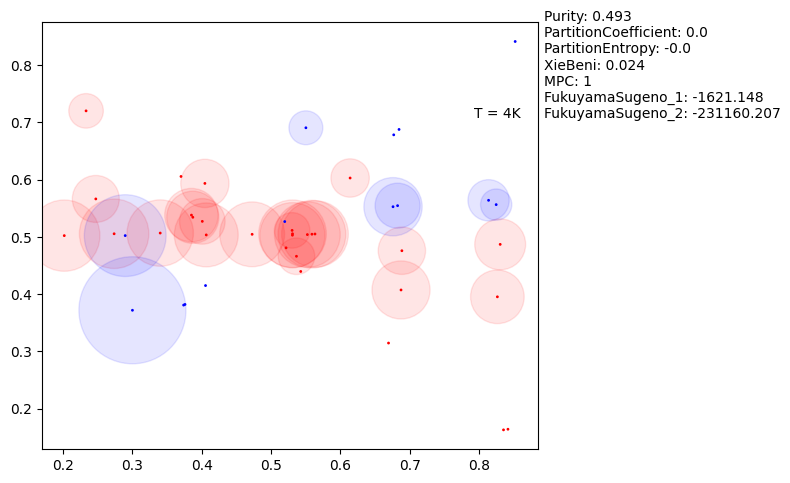 Purity: 0.493
PartitionCoefficient: 0.0
PartitionEntropy: -0.0
XieBeni: 0.024
MPC: 1
FukuyamaSugeno_1: -1621.148
FukuyamaSugeno_2: -231160.207
T = 4K
0.8
0.7
0.6
0.5
0.4
0.3
0.2
0.2 0.3 0.4 0.5 0.6 0.7 0.8